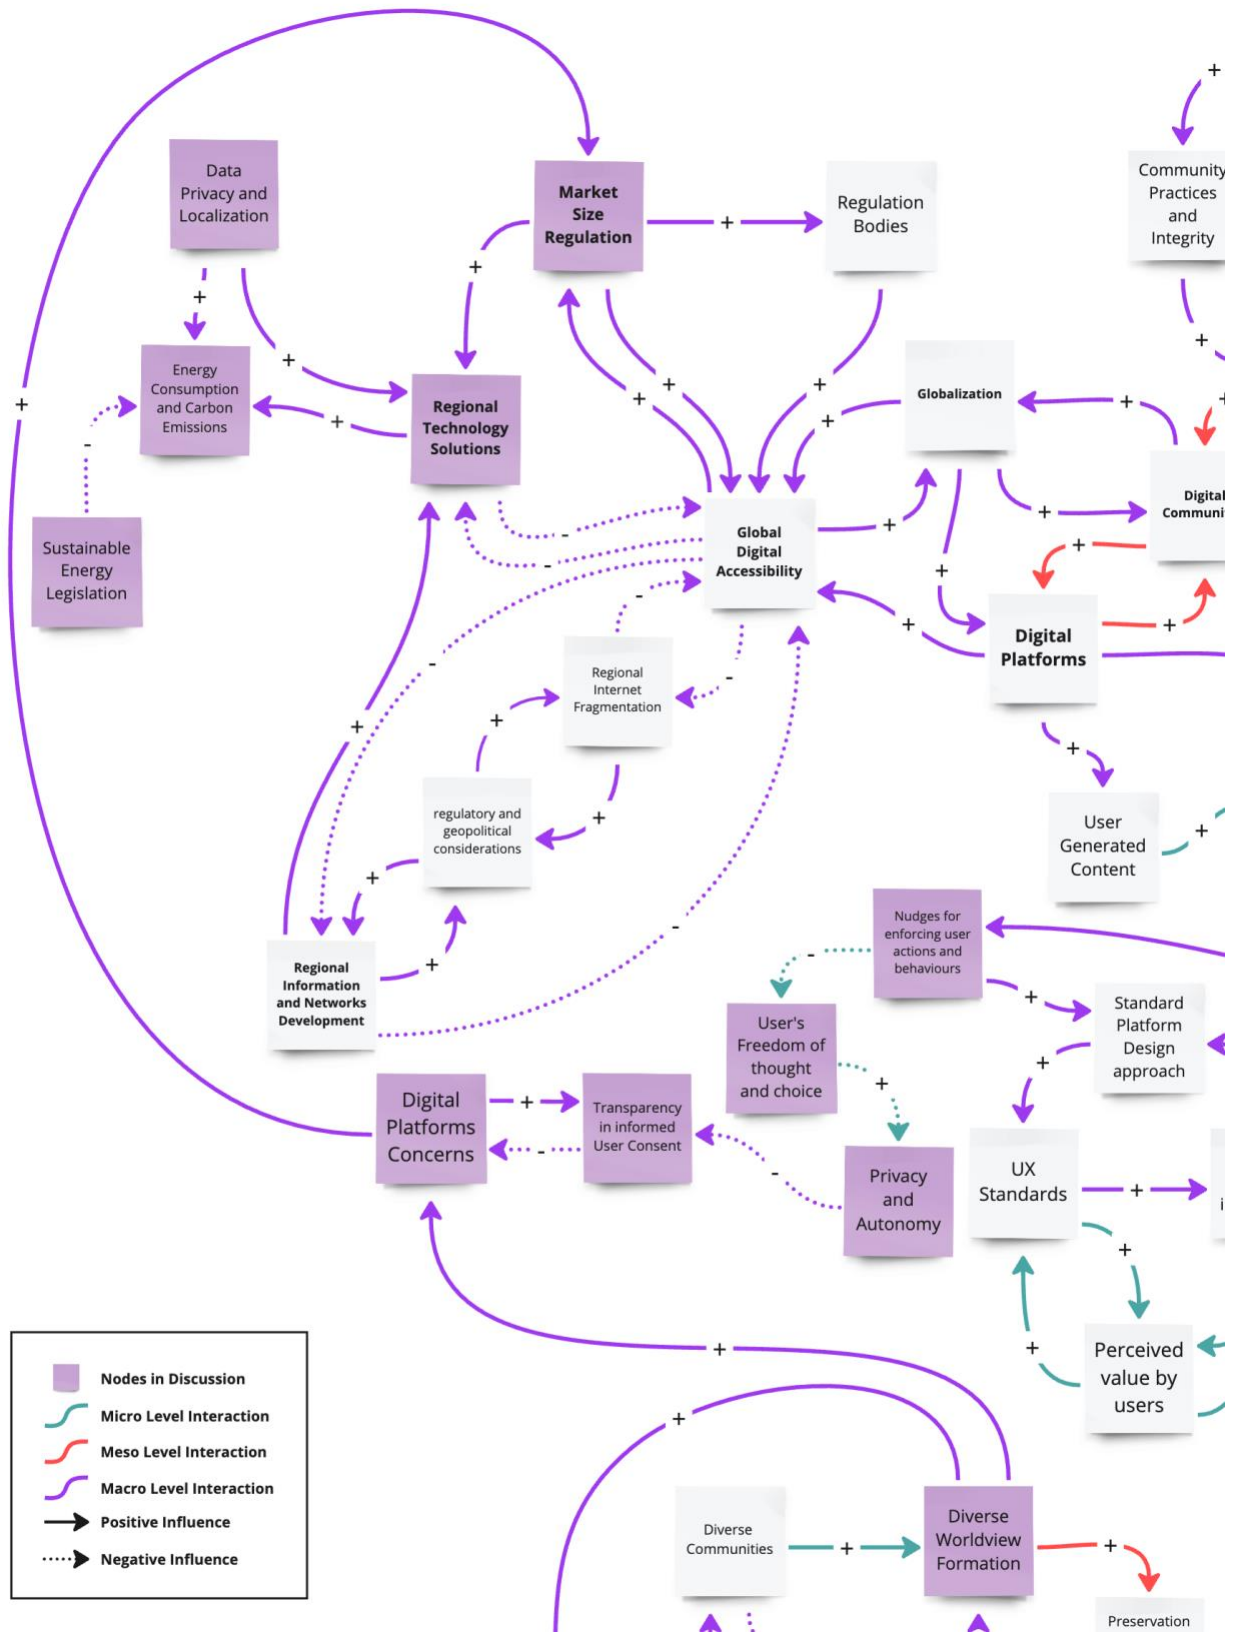 Data
Privacy and
Localization
Market
Size
Regulation
Regulation
Bodies
Community
Practices
and
Integrity
Energy
Consumption
and Carbon
Emissions
Regional
Technology
Solutions
Globalization
Digital
Sustainable
Energy
Legislation
Global
Digital
Accessibility
Digital
Platforms
Regional
Internet
Fragmentation
regulatory and
geopolitical
considerations
User
Generated
Content
Regional
Information
and Networks
Development
Nudges for
enforcing user
actions and
behaviours
Standard
Platform
Design
approach
User's
Freedom of
thought
and choice
Digital
Platforms
Concerns
Transparency
in informed
User Consent
Privacy
and
Autonomy
UX
Standards
Perceived
value by
users
Nodes in Discussion
Micro Level Interaction
Meso Level Interaction
Macro Level Interaction
Positive Influence
Negative Influence
Diverse
Communities
Diverse
Worldview
Formation
Preservation